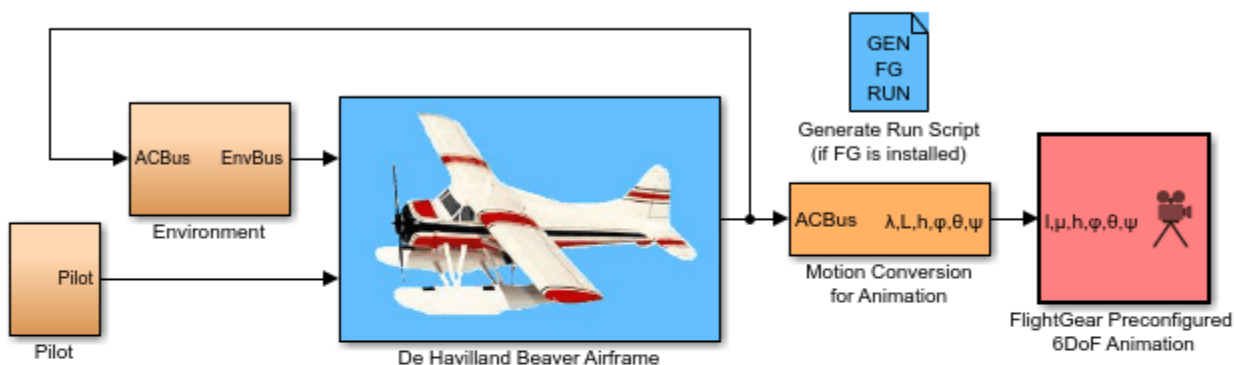 GEN
FG
RUN
Generate Run Script
(if FG is installed)
ACBus EnvBus
Environment
Pilot
Pilot
De Havilland Beaver Airframe
ACBus λ,L,h,φ,θ,ψ
Motion Conversion
for Animation
l,μ,h,φ,θ,ψ
FlightGear Preconfigured
6DoF Animation